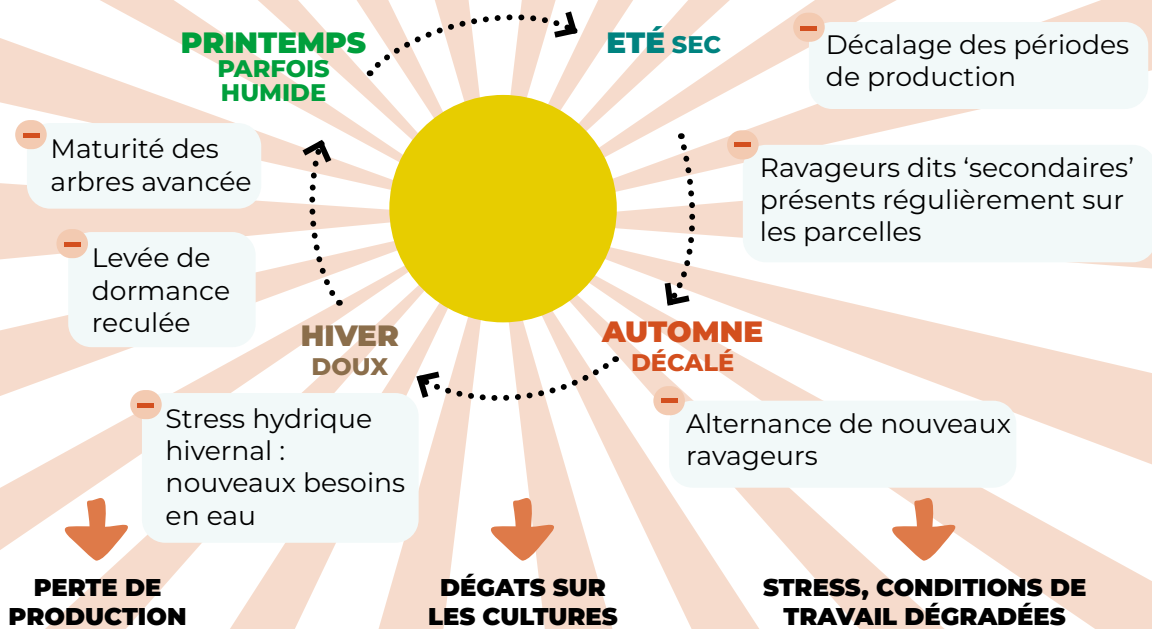 PRINTEMPS
PARFOIS
HUMIDE
ETÉ SEC
Décalage des périodes
de production
Maturité des
arbres avancée
Ravageurs dits ‘secondaires’
présents régulièrement sur
les parcelles
Levée de
dormance
reculée
HIVER
DOUX
AUTOMNE
DÉCALÉ
Stress hydrique
hivernal :
nouveaux besoins
en eau
Alternance de nouveaux
ravageurs
PERTE DE
PRODUCTION
DÉGATS SUR
LES CULTURES
STRESS, CONDITIONS DE
TRAVAIL DÉGRADÉES